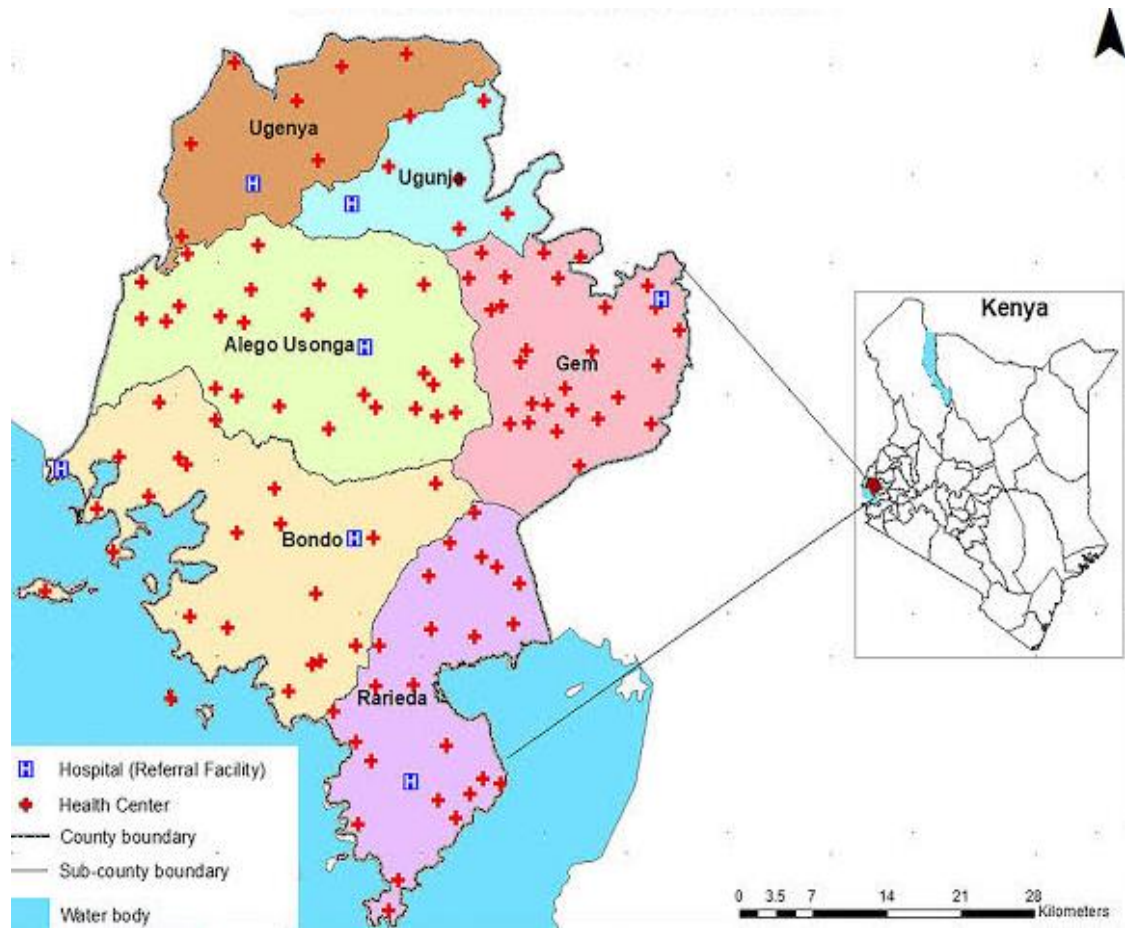 Kenya
Ugenya
Ugunja
Alego Usonga
Gem
Bondo
Rarieda
H Hospital (Referral Facility)
Health Center
County boundary
Sub-county boundary
Water body
0 3.5 7 14 21 28
Kilometers